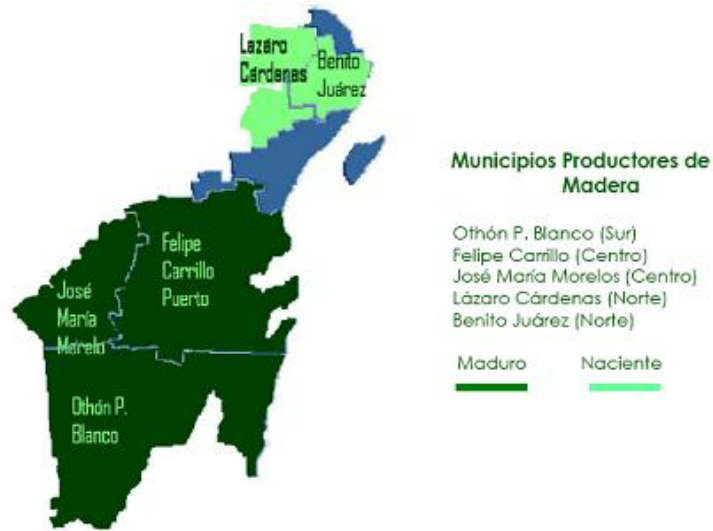 Lazaro
Cárdenas
Benito
Juárez
Felipe
Carrillo
Puerto
José
María
Morelo
Othón P.
Blanco
Municipios Productores de
Madera
Othón P. Blanco (Sur)
Felipe Carrillo (Centro)
José María Morelos (Centro)
Lázaro Cárdenas (Norte)
Benito Juárez (Norte)
Maduro
Naciente